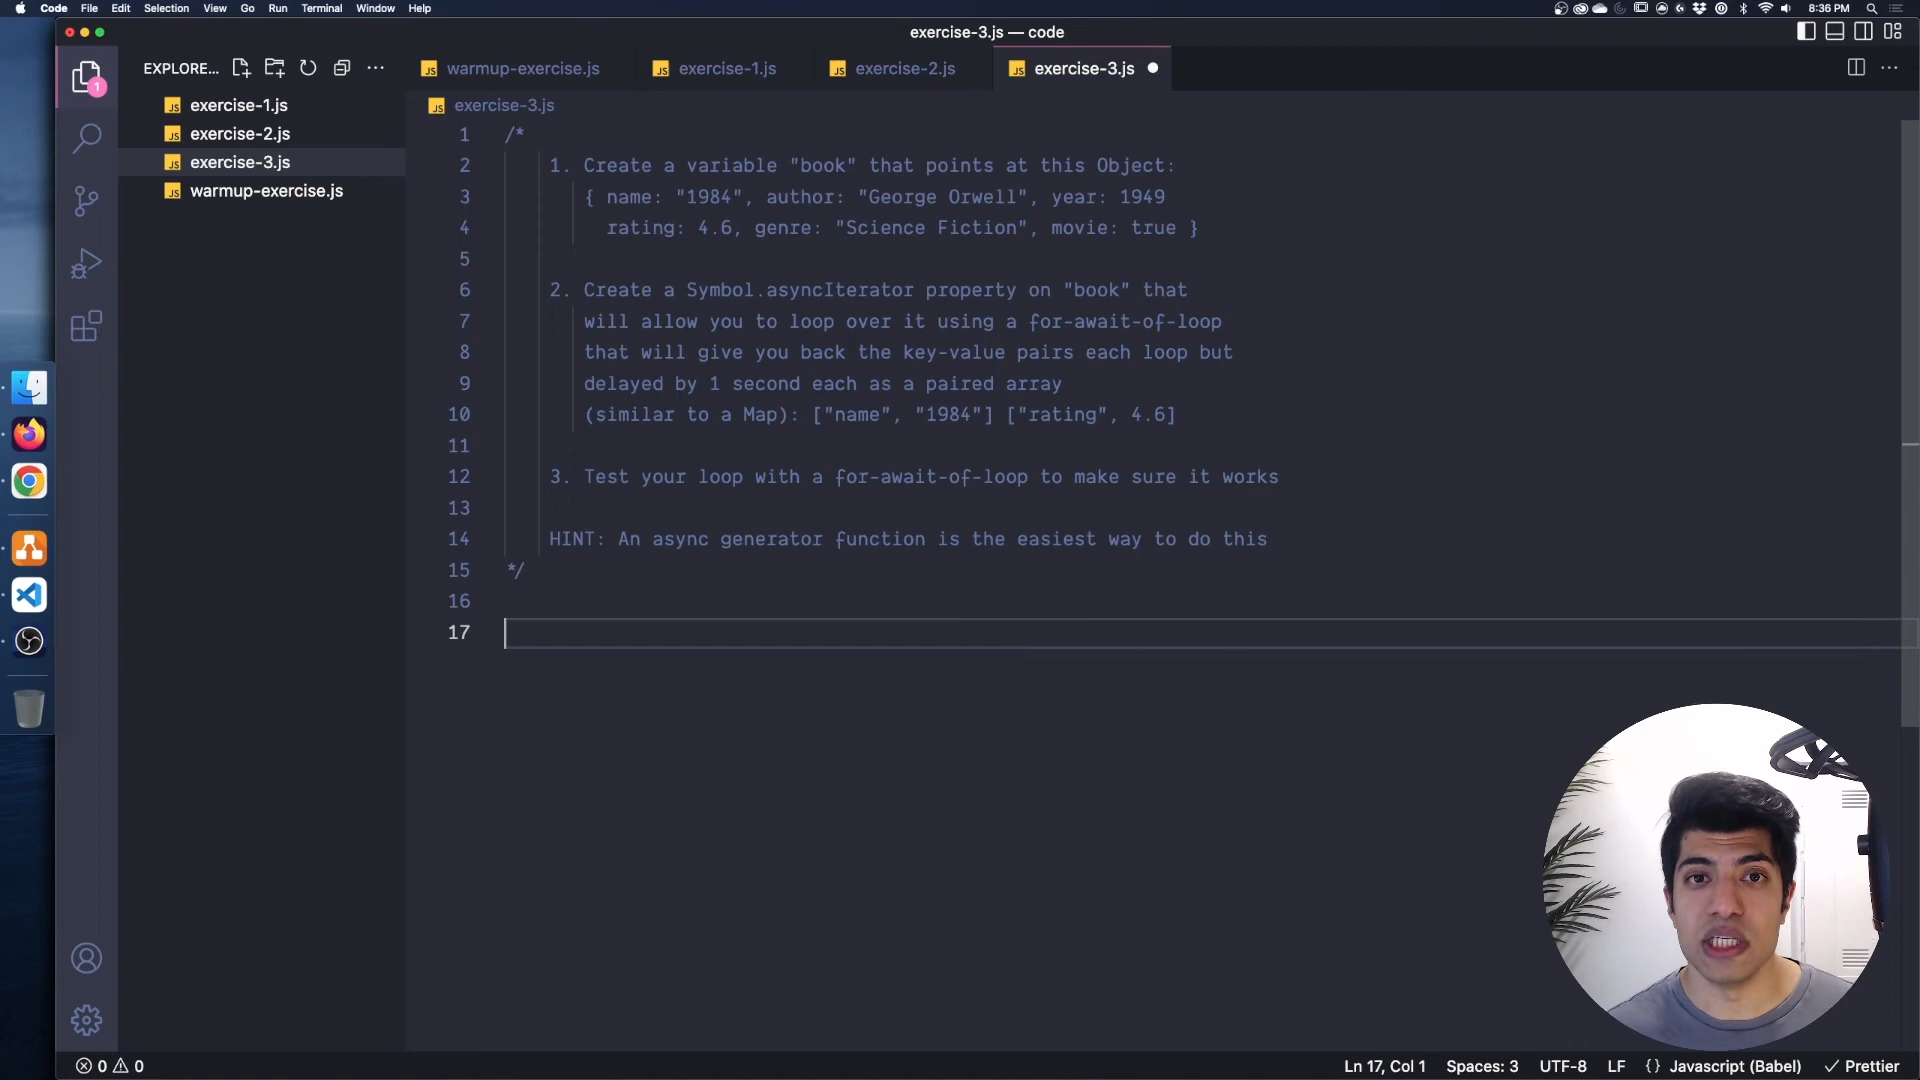 Code File Edit Selection View Go Run Terminal Window Help 8:36 PM
exercise-3.js — code
EXPLORE...
exercise-1.js
exercise-2.js
exercise-3.js
warmup-exercise.js
1
warmup-exercise.js exercise-1.js exercise-2.js exercise-3.js
exercise-3.js
1 /*
2 1. Create a variable "book" that points at this Object:
3 { name: "1984", author: "George Orwell", year: 1949
4 rating: 4.6, genre: "Science Fiction", movie: true }
5
6 2. Create a Symbol.asyncIterator property on "book" that
7 will allow you to loop over it using a for-await-of-loop
8 that will give you back the key-value pairs each loop but
9 delayed by 1 second each as a paired array
10 (similar to a Map): ["name", "1984"] ["rating", 4.6]
11
12 3. Test your loop with a for-await-of-loop to make sure it works
13
14 HINT: An async generator function is the easiest way to do this
15 */
16
17
0 0 Ln 17, Col 1 Spaces: 3 UTF-8 LF {} Javascript (Babel) Prettier